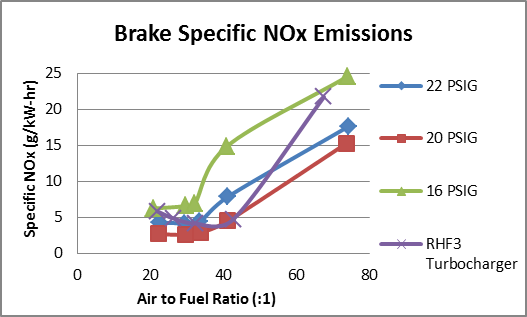 Brake Specific NOx Emissions
Specific NOx (g/kW-hr)
25
20
15
10
5
0
0
20
40
60
80
Air to Fuel Ratio (:1)
22 PSIG
20 PSIG
16 PSIG
RHF3
Turbocharger